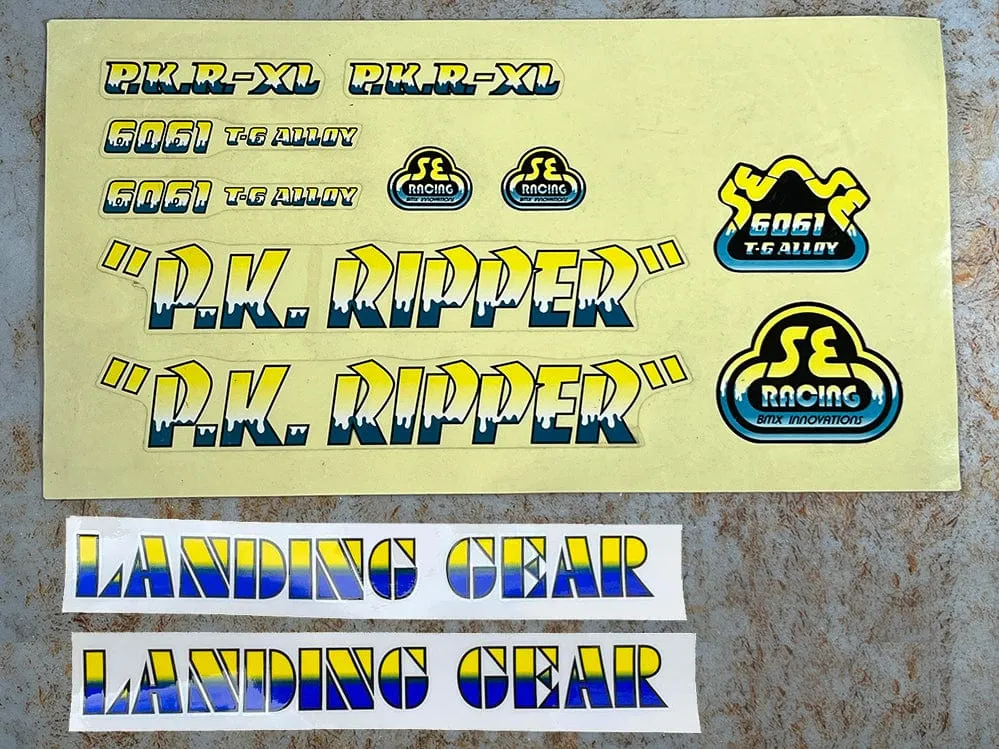 P.K.R.-XL P.K.R.-XL
6061 T-6 ALLOY
6061 T-6 ALLOY
SE
RACING
BMX INNOVATIONS
SE
RACING
BMX INNOVATIONS
SE SE
6061
T-6 ALLOY
"P.K. RIPPER"
"P.K. RIPPER"
SE
RACING
BMX INNOVATIONS
LANDING GEAR
LANDING GEAR